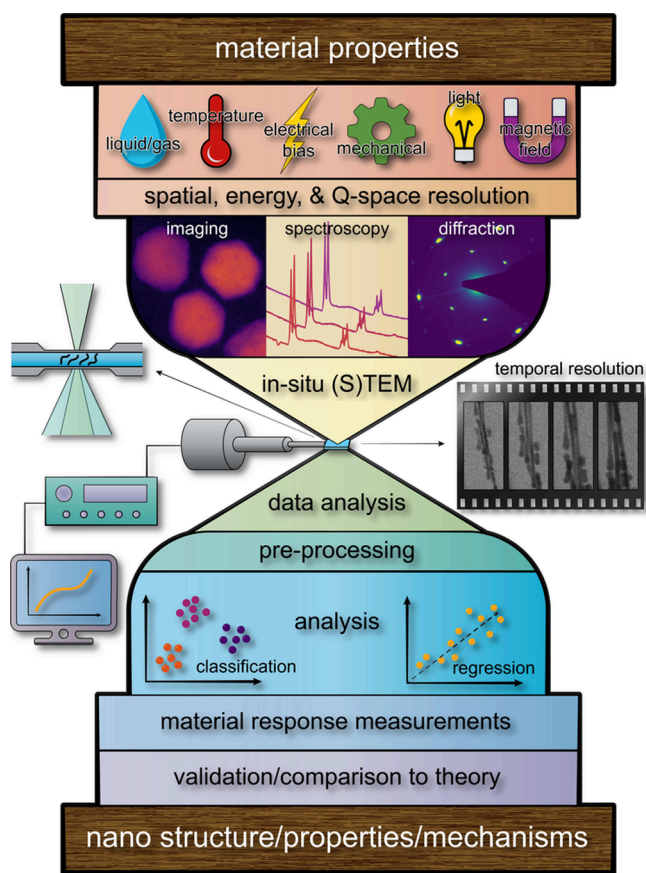 material properties
liquid/gas
temperature
electrical
bias
mechanical
light
magnetic
field
spatial, energy, & Q-space resolution
imaging
spectroscopy
diffraction
in-situ (S)TEM
temporal resolution
data analysis
pre-processing
analysis
classification
regression
material response measurements
validation/comparison to theory
nano structure/properties/mechanisms